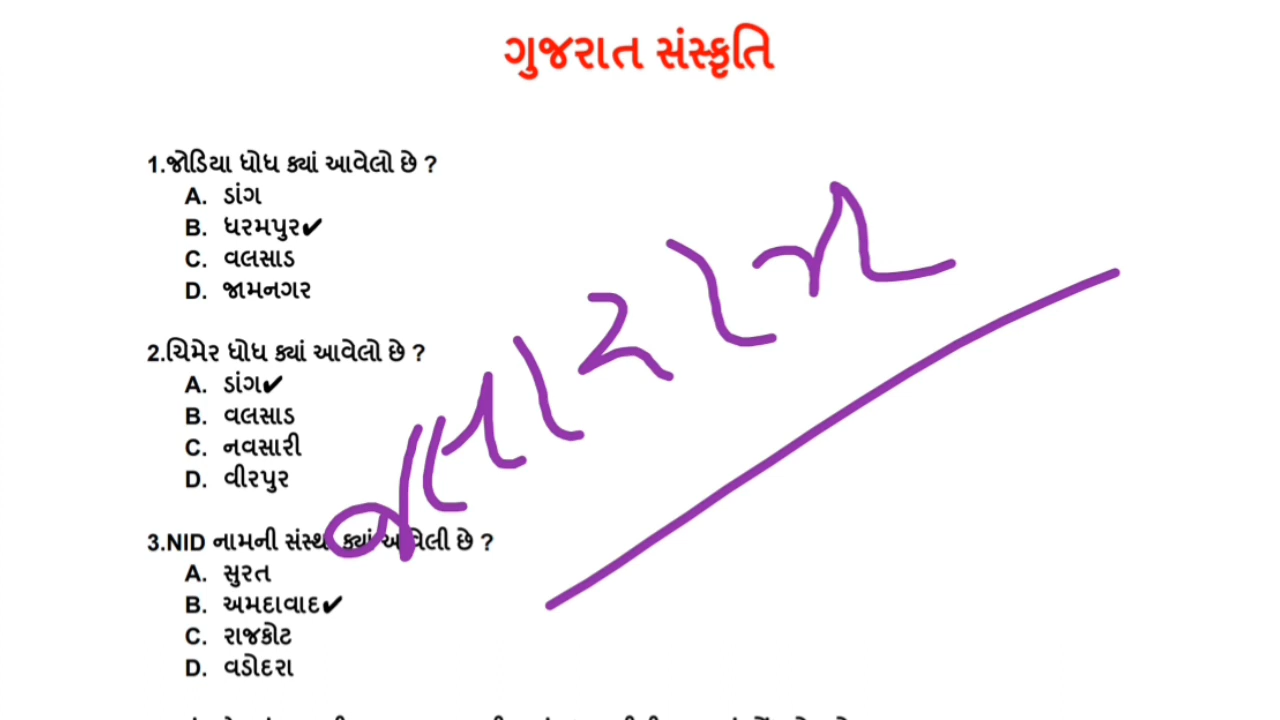 ગુજરાત સંસ્કૃતિ
1.જોડિયા ધોધ ક્યાં આવેલો છે ?
A. ડાંગ
B. ધરમપુર✔
C. વલસાડ
D. જામનગર
2.ચિમેર ધોધ ક્યાં આવેલો છે ?
A. ડાંગ✔
B. વલસાડ
C. નવસારી
D. વીરપુર
3.NID નામની સંસ્થા ક્યાં આવેલી છે ?
A. સુરત
B. અમદાવાદ✔
C. રાજકોટ
D. વડોદરા